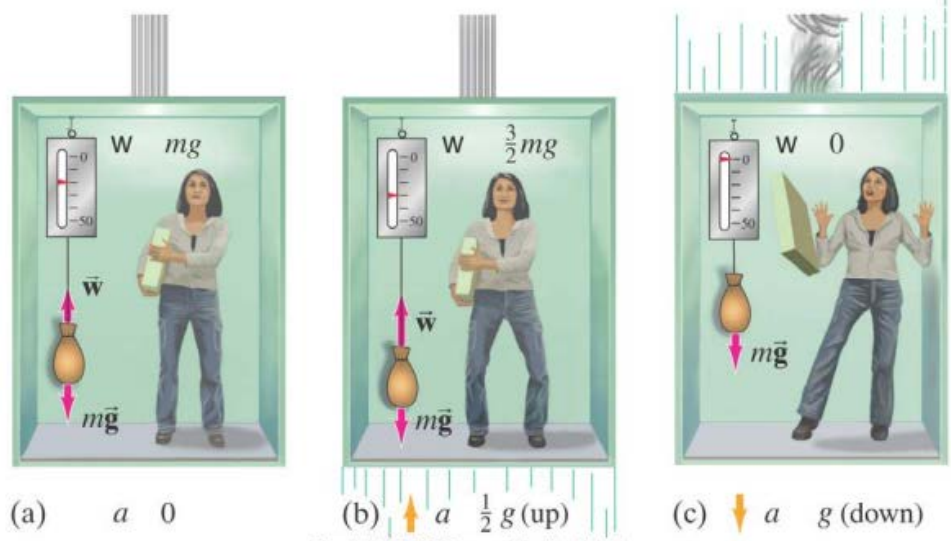 W mg
0
50
w⃗
mg⃗
(a) a 0
W 3/2 mg
0
50
w⃗
mg⃗
(b) a 1/2 g (up)
W 0
0
50
mg⃗
(c) a g (down)